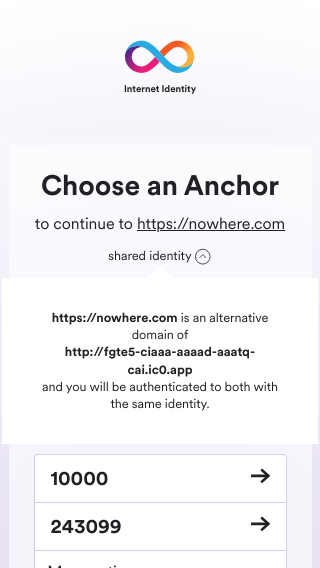 Internet Identity
Choose an Anchor
to continue to https://nowhere.com
shared identity
https://nowhere.com is an alternative
domain of
http://fgte5-ciaaa-aaaad-aaatq-
cai.ic0.app
and you will be authenticated to both with
the same identity.
10000
243099